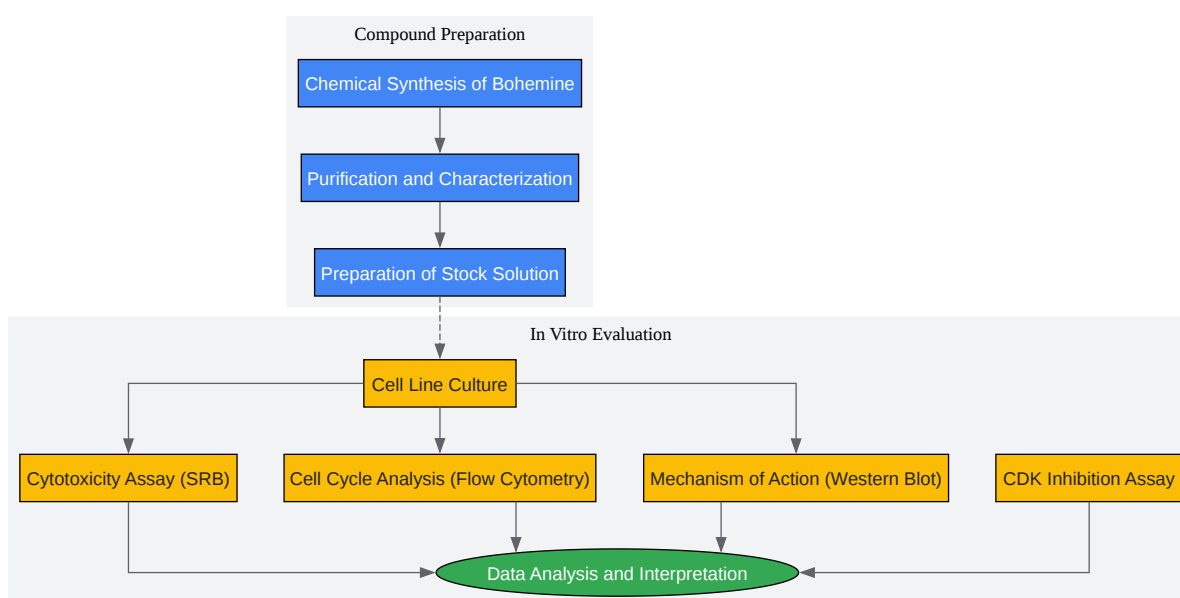 Compound Preparation
Chemical Synthesis of Bohemine
Purification and Characterization
Preparation of Stock Solution
In Vitro Evaluation
Cell Line Culture
Cytotoxicity Assay (SRB)
Cell Cycle Analysis (Flow Cytometry)
Mechanism of Action (Western Blot)
CDK Inhibition Assay
Data Analysis and Interpretation